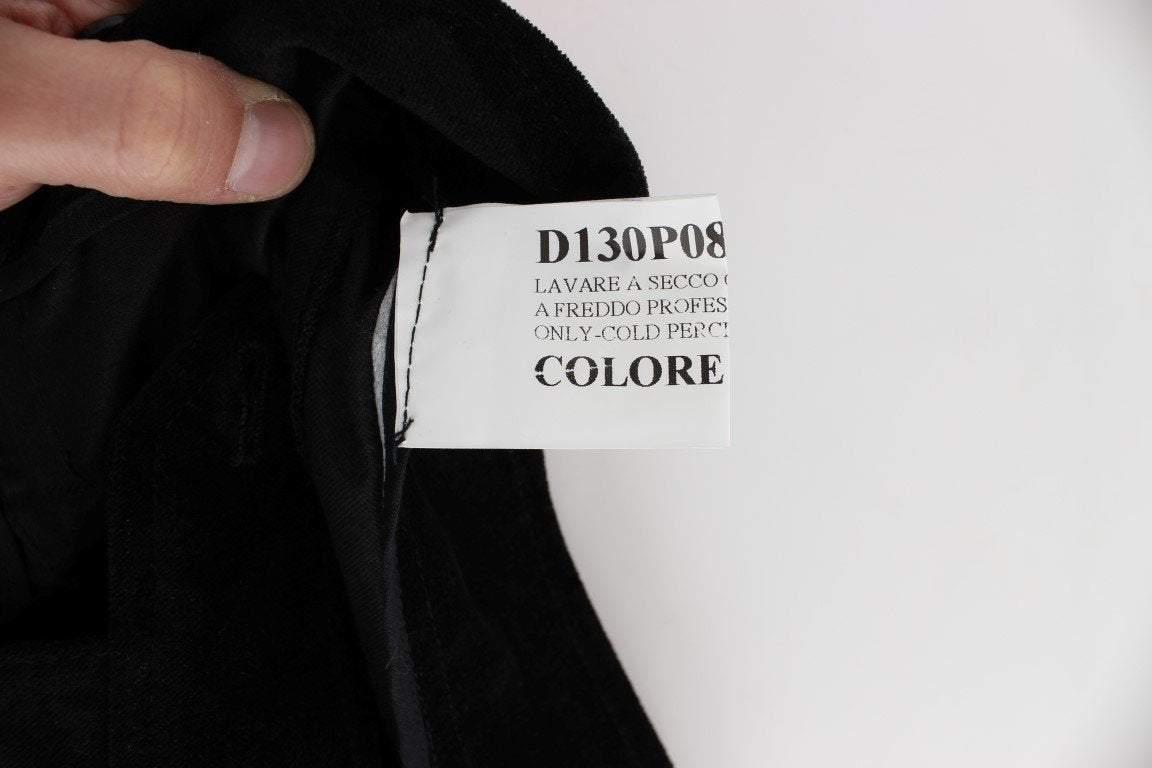 D130P08
LAVARE A SECCO
A FREDDO PROFES
ONLY-COLD PERC
COLORE